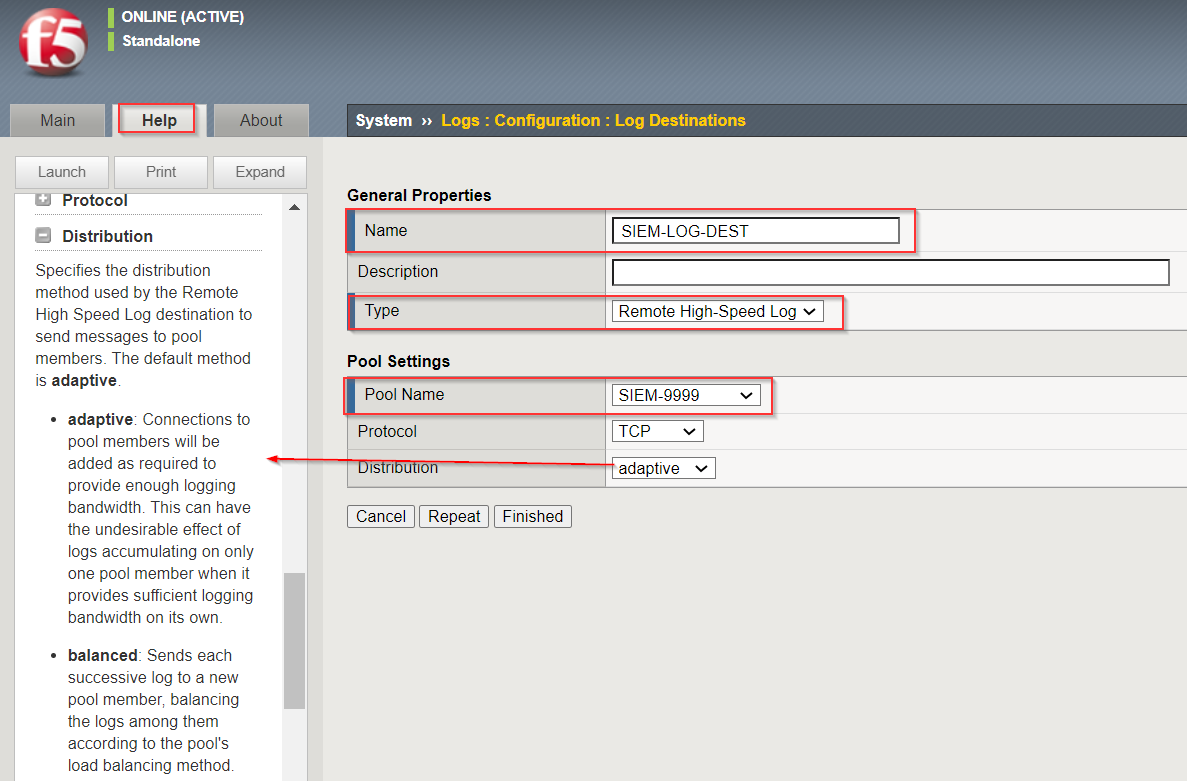 f5
ONLINE (ACTIVE)
Standalone
Main
Help
About
System ›› Logs : Configuration : Log Destinations
Launch
Print
Expand
Protocol
Distribution
Specifies the distribution
method used by the Remote
High Speed Log destination to
send messages to pool
members. The default method
is adaptive.
• adaptive: Connections to
pool members will be
added as required to
provide enough logging
bandwidth. This can have
the undesirable effect of
logs accumulating on only
one pool member when it
provides sufficient logging
bandwidth on its own.
• balanced: Sends each
successive log to a new
pool member, balancing
the logs among them
according to the pool's
load balancing method.
General Properties
Name SIEM-LOG-DEST
Description
Type Remote High-Speed Log
Pool Settings
Pool Name SIEM-9999
Protocol TCP
Distribution adaptive
Cancel Repeat Finished